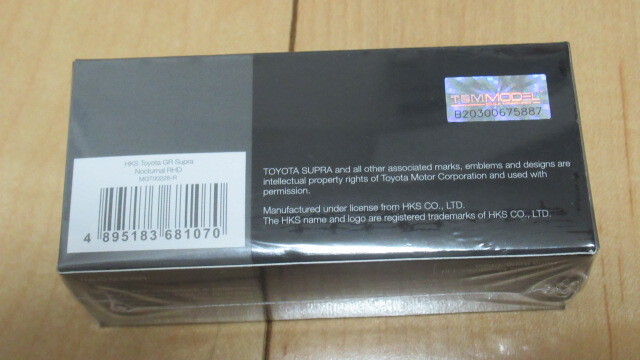 TSM MODEL
B20300675887
HKS Toyota GR Supra
Nocturnal RHD
4 895183 681070
TOYOTA SUPRA and all other associated marks, emblems and designs are
intellectual property rights of Toyota Motor Corporation and used with
permission.
Manufactured under license from HKS CO., LTD.
The HKS name and logo are registered trademarks of HKS CO., LTD.